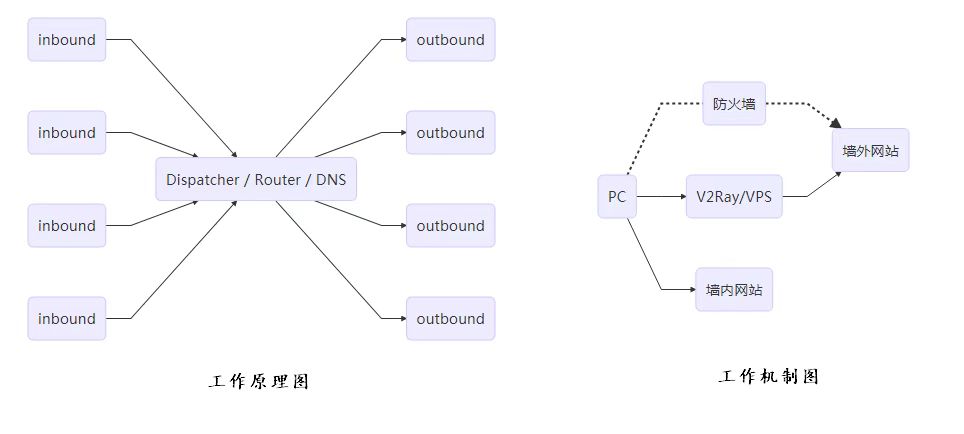 inbound
outbound
inbound
outbound
Dispatcher / Router / DNS
inbound
outbound
inbound
outbound
工作原理图
防火墙
墙外网站
PC
V2Ray/VPS
墙内网站
工作机制图